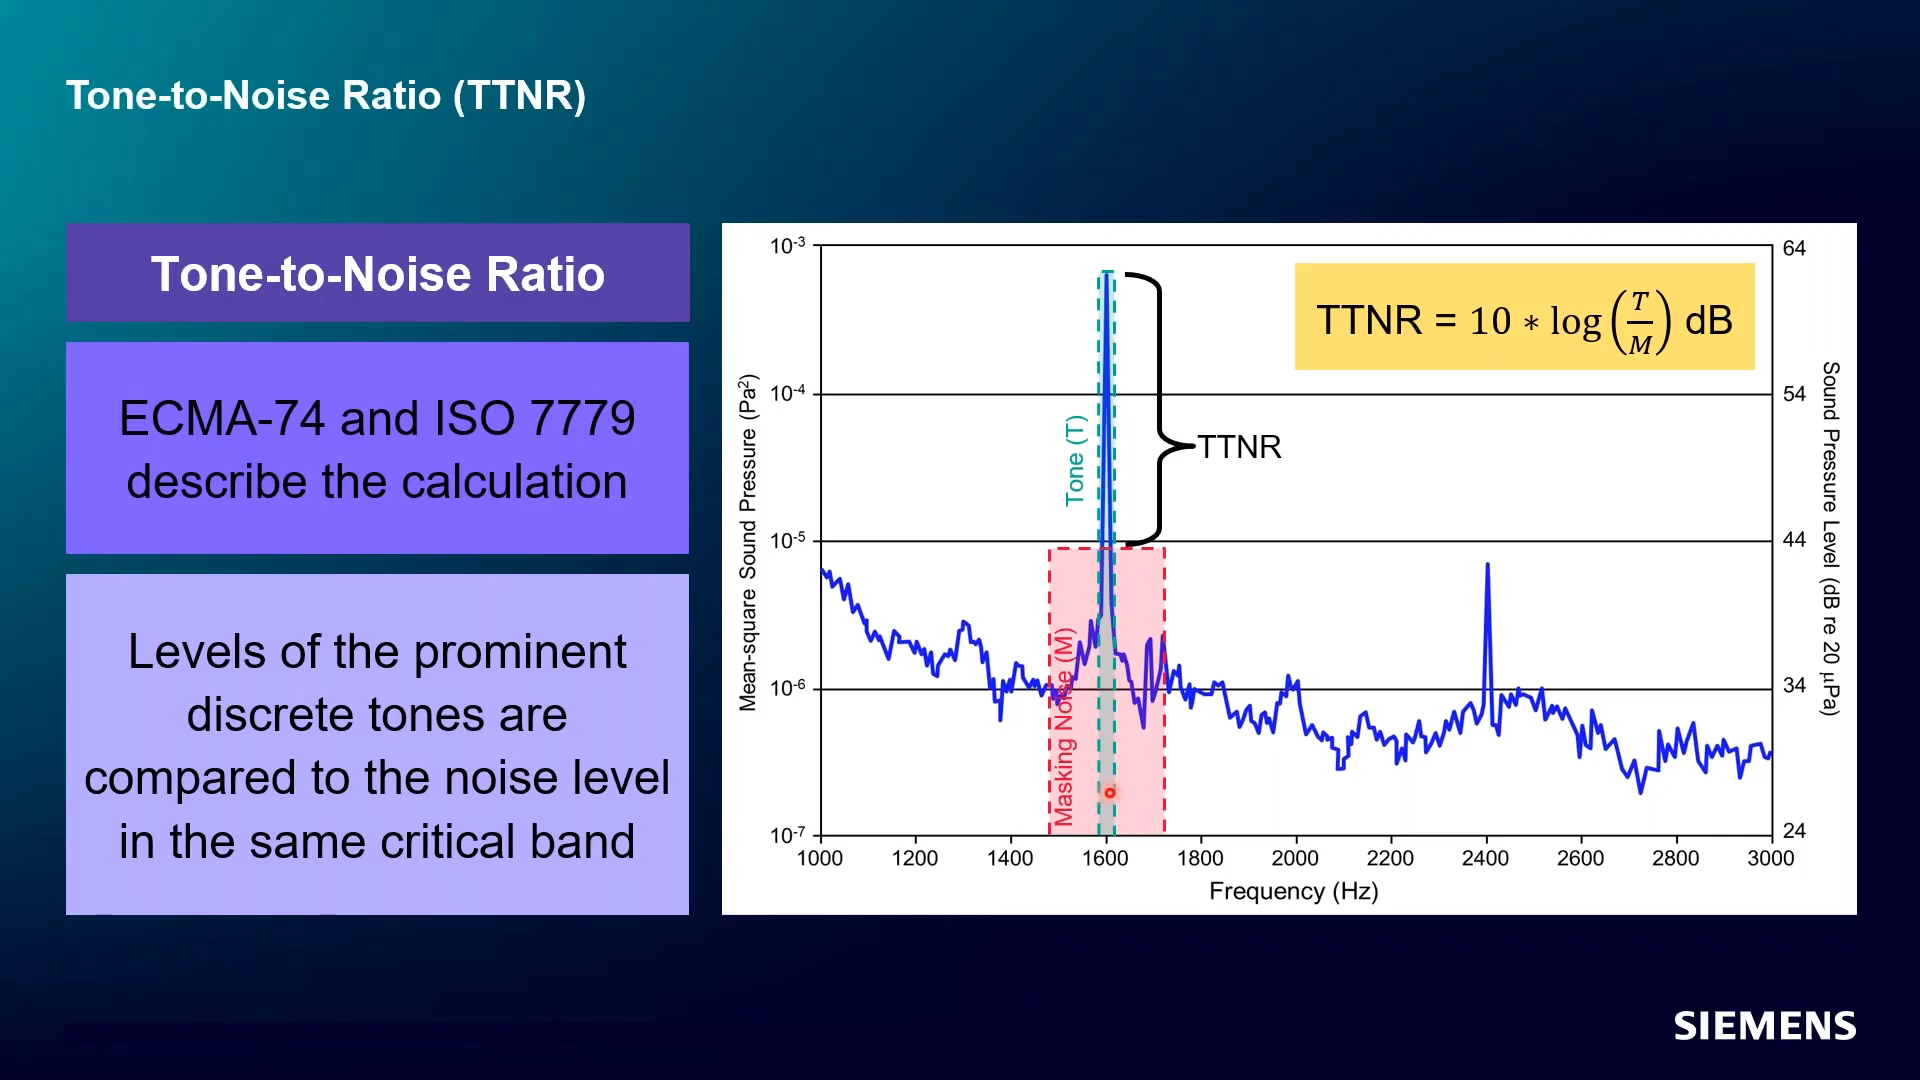 Tone-to-Noise Ratio (TTNR)
Tone-to-Noise Ratio
ECMA-74 and ISO 7779
describe the calculation
Levels of the prominent
discrete tones are
compared to the noise level
in the same critical band
TTNR = 10 * log (T/M) dB
TTNR
Tone (T)
Masking Noise (M)
Mean-square Sound Pressure (Pa²)
10⁻³
10⁻⁴
10⁻⁵
10⁻⁶
10⁻⁷
64
54
44
34
24
Sound Pressure Level (dB re 20 μPa)
1000 1200 1400 1600 1800 2000 2200 2400 2600 2800 3000
Frequency (Hz)
SIEMENS